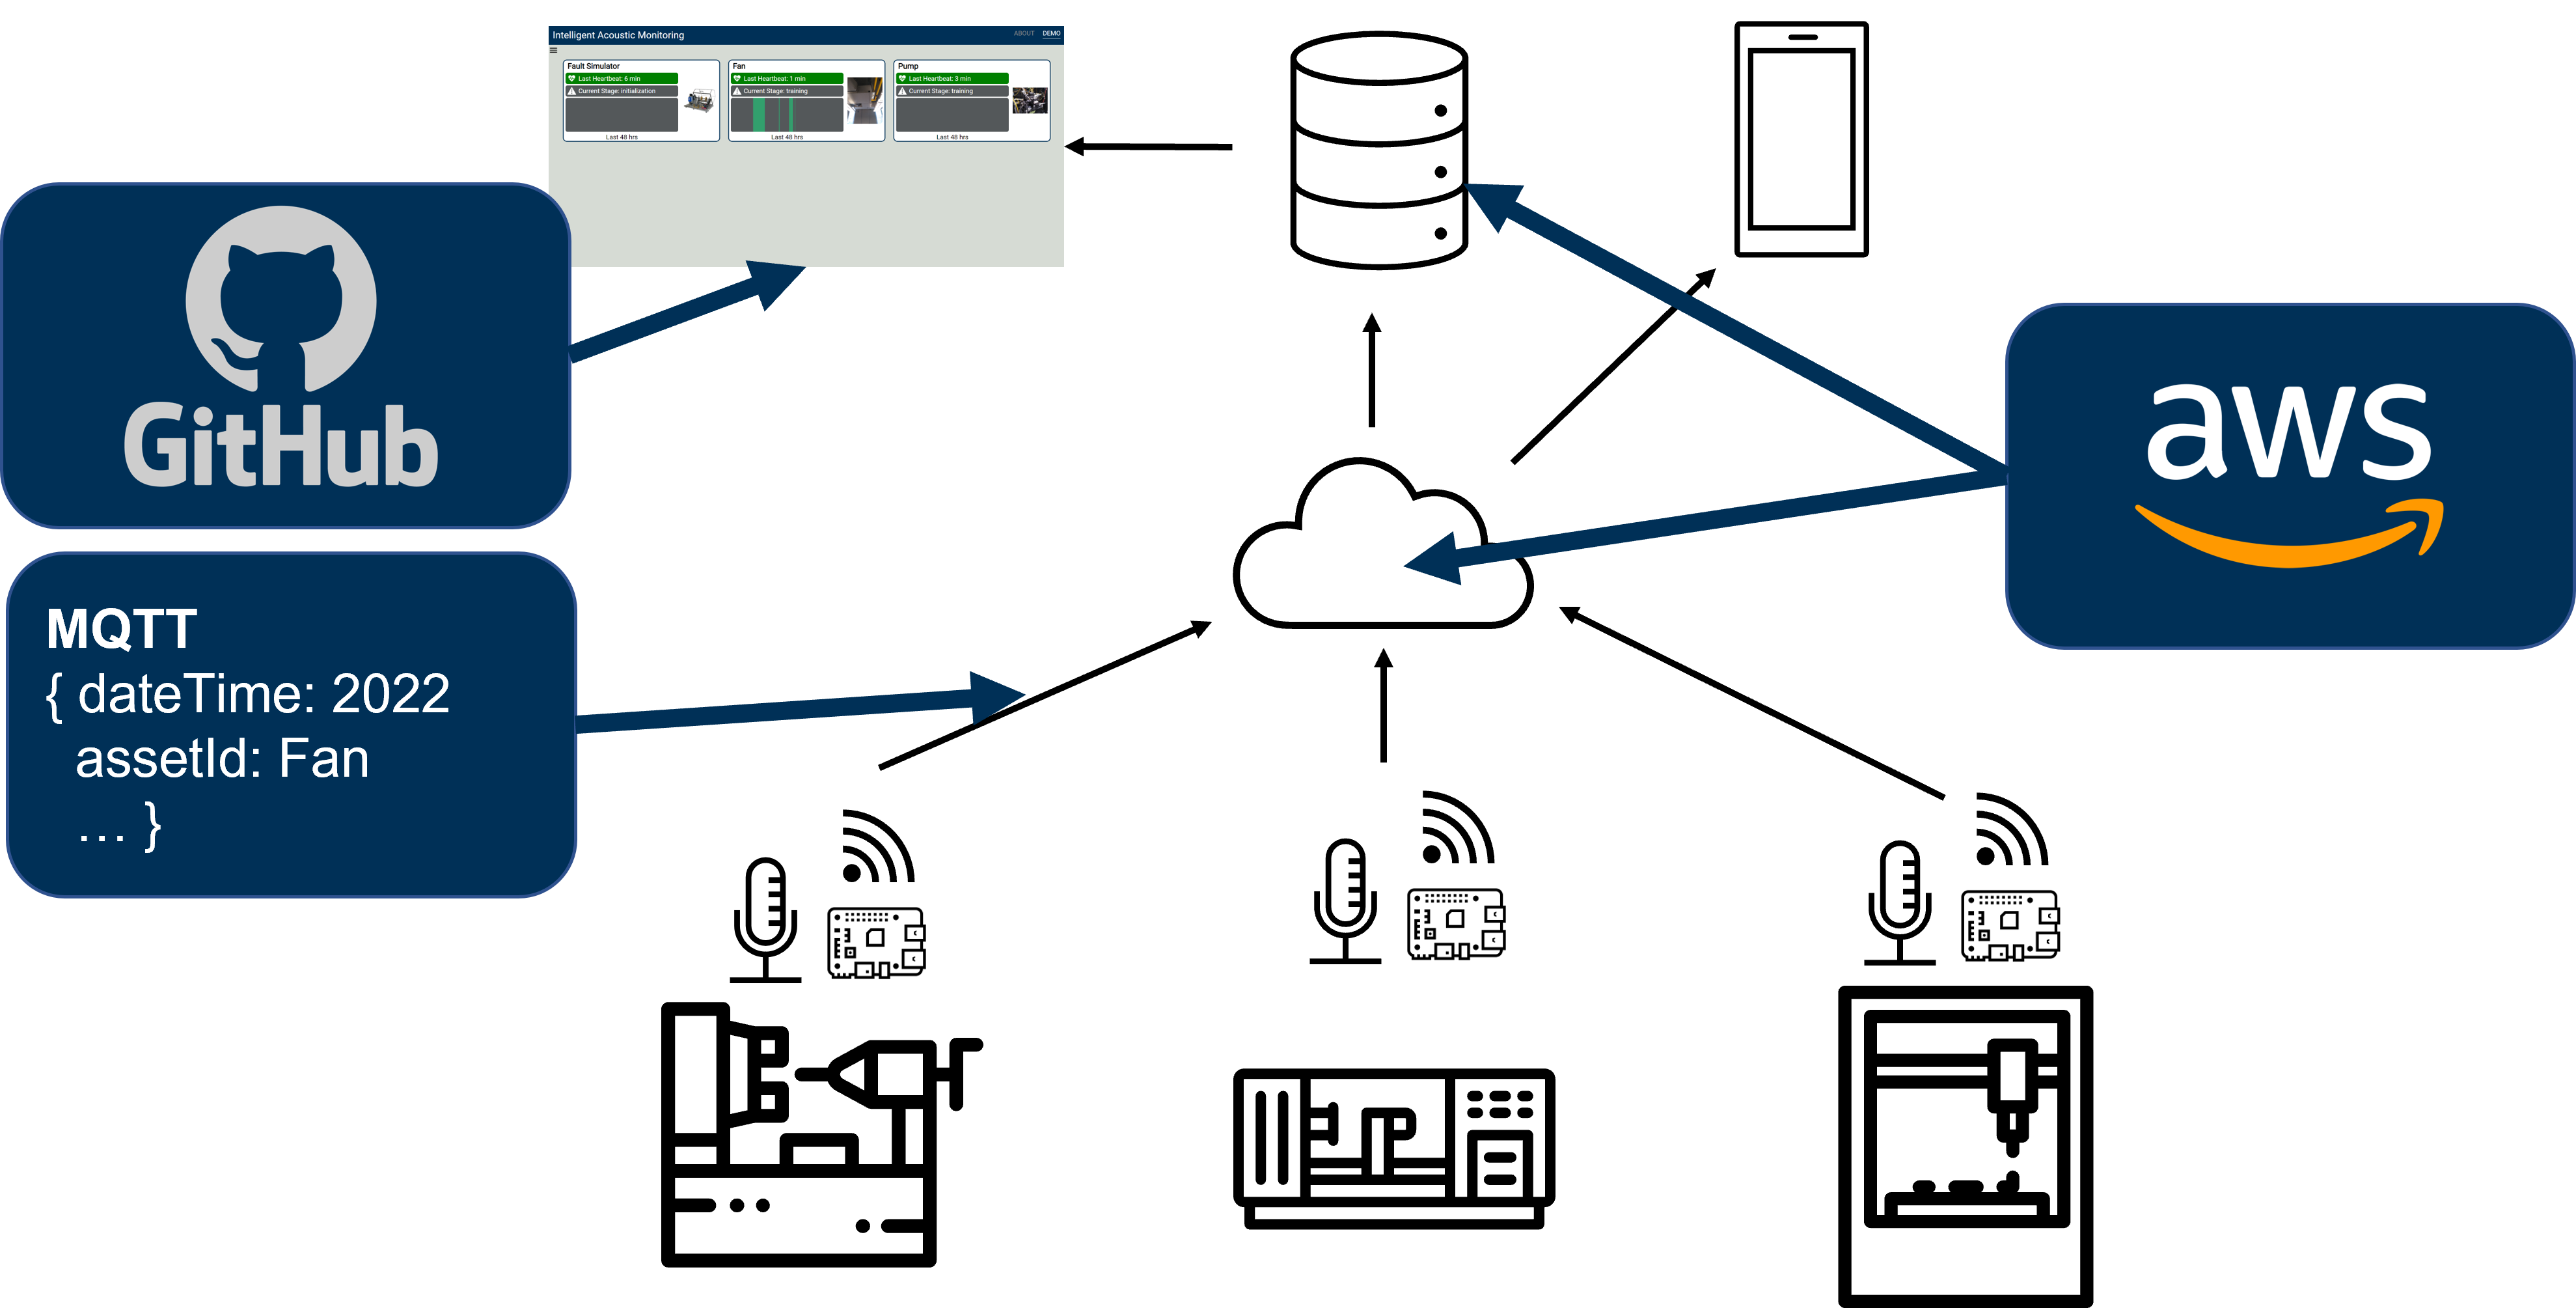 Intelligent Acoustic Monitoring
ABOUT DEMO
Fault Simulator
Last Heartbeat: 6 min
Current Stage: initialization
Last 48 hrs
Fan
Last Heartbeat: 1 min
Current Stage: training
Last 48 hrs
Pump
Last Heartbeat: 3 min
Current Stage: training
Last 48 hrs
GitHub
aws
MQTT
{ dateTime: 2022
assetId: Fan
... }